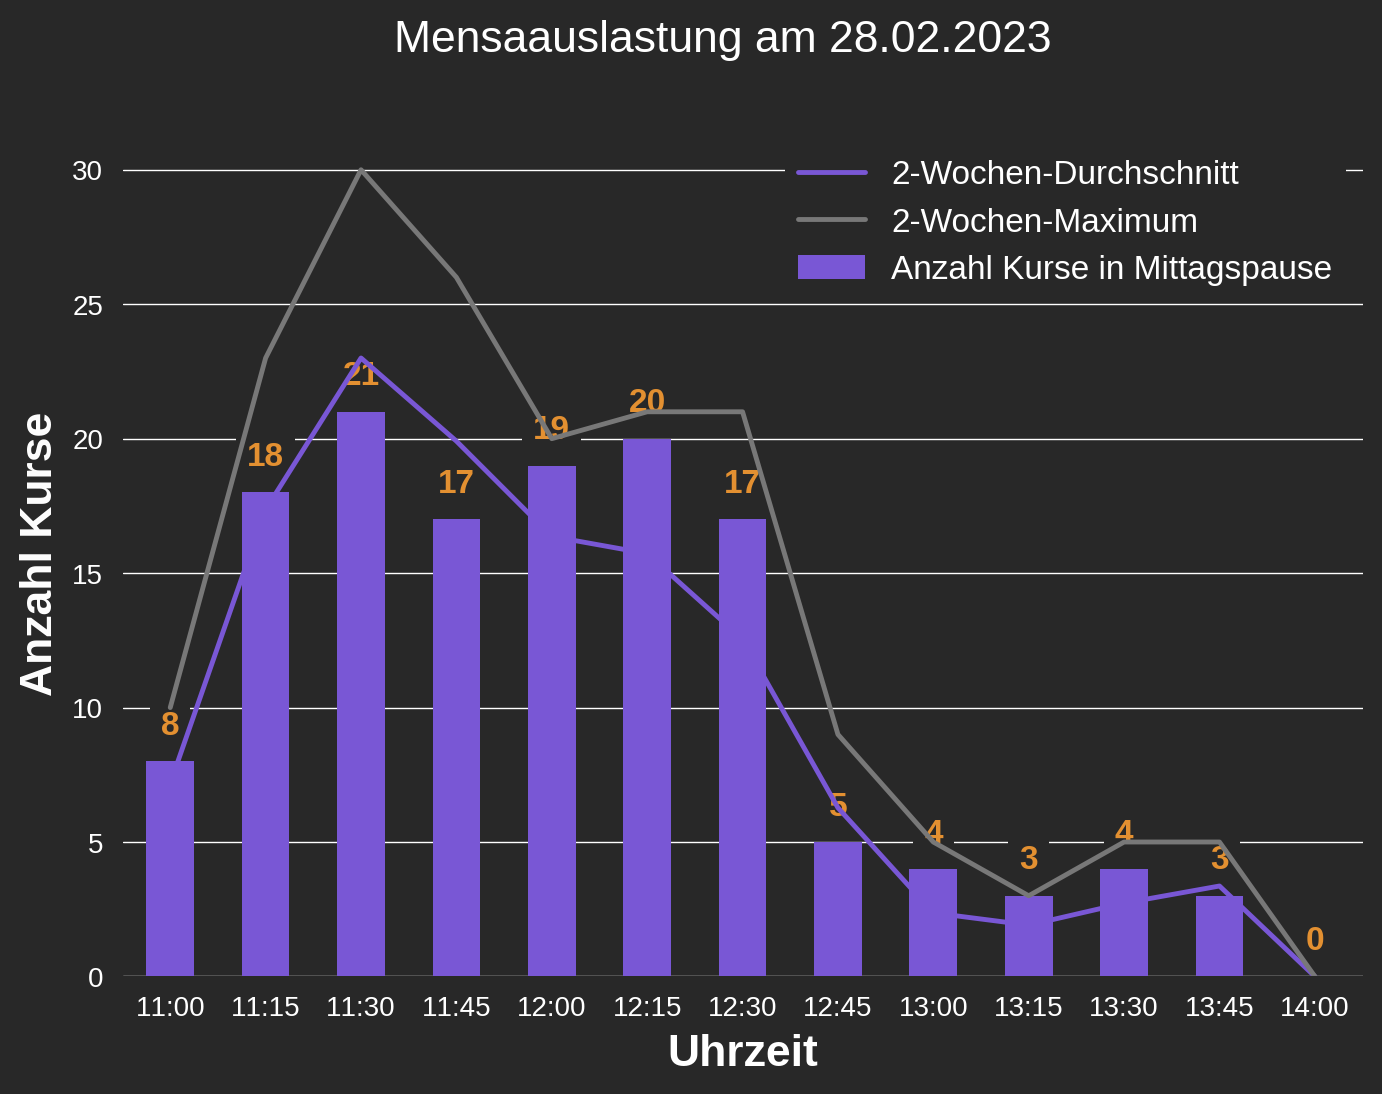 Mensaauslastung am 28.02.2023
2-Wochen-Durchschnitt
2-Wochen-Maximum
Anzahl Kurse in Mittagspause
Anzahl Kurse
30
25
20
15
10
5
0
8
18
21
17
19
20
17
5
4
3
4
3
0
11:00 11:15 11:30 11:45 12:00 12:15 12:30 12:45 13:00 13:15 13:30 13:45 14:00
Uhrzeit